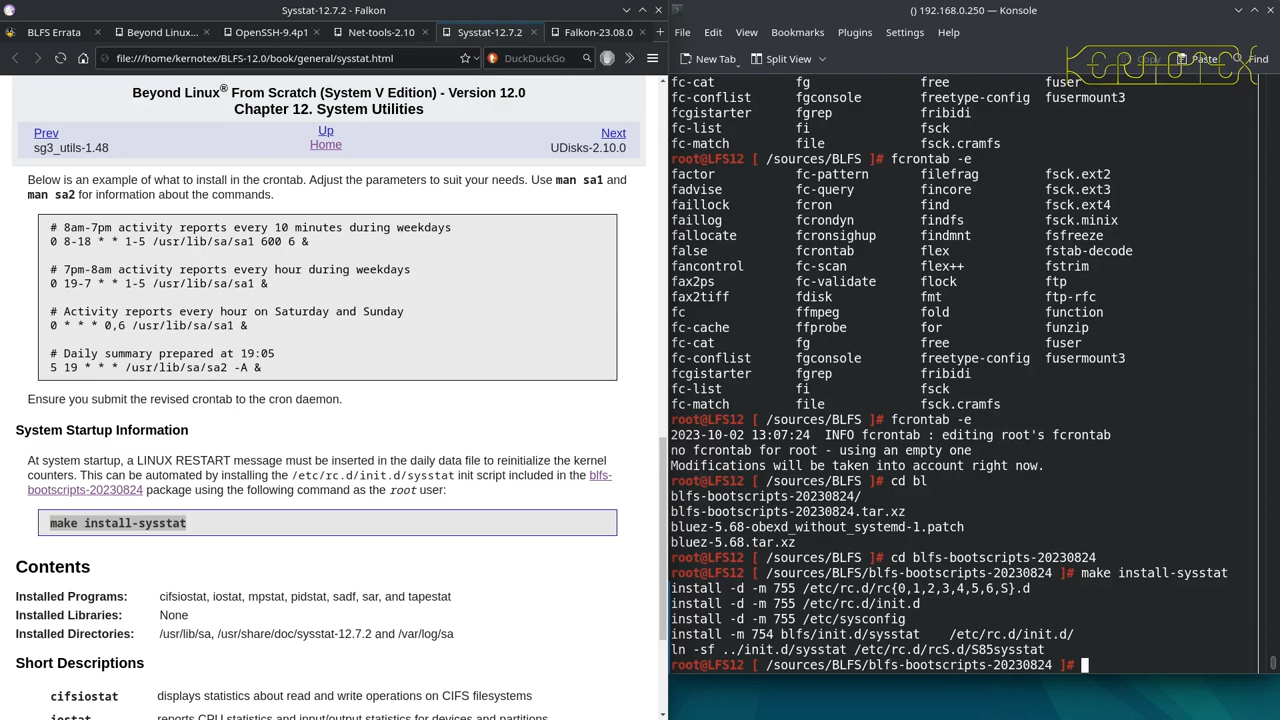 Sysstat-12.7.2 - Falkon
BLFS Errata
Beyond Linux...
OpenSSH-9.4p1
Net-tools-2.10
Sysstat-12.7.2
Falkon-23.08.0
file:///home/kernotex/BLFS-12.0/book/general/sysstat.html
DuckDuckGo
Beyond Linux® From Scratch (System V Edition) - Version 12.0
Chapter 12. System Utilities
Prev
Up
Next
sg3_utils-1.48
Home
UDisks-2.10.0
Below is an example of what to install in the crontab. Adjust the parameters to suit your needs. Use man sa1 and
man sa2 for information about the commands.
# 8am-7pm activity reports every 10 minutes during weekdays
0 8-18 * * 1-5 /usr/lib/sa/sa1 600 6 &
# 7pm-8am activity reports every hour during weekdays
0 19-7 * * 1-5 /usr/lib/sa/sa1 &
# Activity reports every hour on Saturday and Sunday
0 * * * 0,6 /usr/lib/sa/sa1 &
# Daily summary prepared at 19:05
5 19 * * * /usr/lib/sa/sa2 -A &
Ensure you submit the revised crontab to the cron daemon.
System Startup Information
At system startup, a LINUX RESTART message must be inserted in the daily data file to reinitialize the kernel
counters. This can be automated by installing the /etc/rc.d/init.d/sysstat init script included in the blfs-
bootscripts-20230824 package using the following command as the root user:
make install-sysstat
Contents
Installed Programs: cifsiostat, iostat, mpstat, pidstat, sadf, sar, and tapestat
Installed Libraries: None
Installed Directories: /usr/lib/sa, /usr/share/doc/sysstat-12.7.2 and /var/log/sa
Short Descriptions
cifsiostat displays statistics about read and write operations on CIFS filesystems
iostat reports CPU statistics and input/output statistics for devices and partitions
() 192.168.0.250 — Konsole
File Edit View Bookmarks Plugins Settings Help
New Tab Split View Copy Paste Find
KERNOTEX
fc-cat fg free fuser
fc-conflist fgconsole freetype-config fusermount3
fcgistarter fgrep fribidi
fc-list fi fsck
fc-match file fsck.cramfs
root@LFS12 [ /sources/BLFS ]# fcrontab -e
factor fc-pattern filefrag fsck.ext2
fadvise fc-query fincore fsck.ext3
faillock fcron find fsck.ext4
faillog fcrondyn findfs fsck.minix
fallocate fcronsighup findmnt fsfreeze
false fcrontab flex fstab-decode
fancontrol fc-scan flex++ fstrim
fax2ps fc-validate flock ftp
fax2tiff fdisk fmt ftp-rfc
fc ffmpeg fold function
fc-cache ffprobe for funzip
fc-cat fg free fuser
fc-conflist fgconsole freetype-config fusermount3
fcgistarter fgrep fribidi
fc-list fi fsck
fc-match file fsck.cramfs
root@LFS12 [ /sources/BLFS ]# fcrontab -e
2023-10-02 13:07:24 INFO fcrontab : editing root's fcrontab
no fcrontab for root - using an empty one
Modifications will be taken into account right now.
root@LFS12 [ /sources/BLFS ]# cd bl
blfs-bootscripts-20230824/
blfs-bootscripts-20230824.tar.xz
bluez-5.68-obexd_without_systemd-1.patch
bluez-5.68.tar.xz
root@LFS12 [ /sources/BLFS ]# cd blfs-bootscripts-20230824
root@LFS12 [ /sources/BLFS/blfs-bootscripts-20230824 ]# make install-sysstat
install -d -m 755 /etc/rc.d/rc{0,1,2,3,4,5,6,S}.d
install -d -m 755 /etc/rc.d/init.d
install -d -m 755 /etc/sysconfig
install -m 754 blfs/init.d/sysstat /etc/rc.d/init.d/
ln -sf ../init.d/sysstat /etc/rc.d/rcS.d/S85sysstat
root@LFS12 [ /sources/BLFS/blfs-bootscripts-20230824 ]#